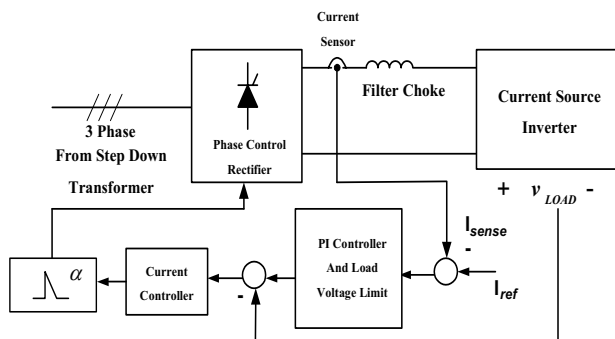 Current
Sensor
Filter Choke
Current Source
Inverter
3 Phase
From Step Down
Transformer
Phase Control
Rectifier
+ v LOAD -
I sense
-
I ref
PI Controller
And Load
Voltage Limit
-
Current
Controller
α